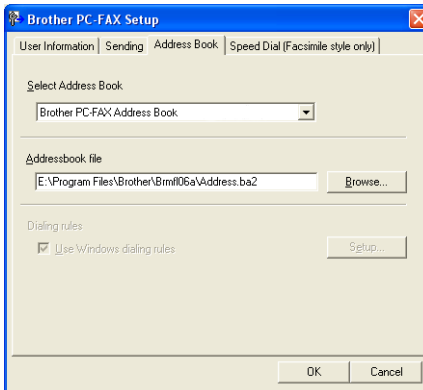 Brother PC-FAX Setup
User Information Sending Address Book Speed Dial (Facsimile style only)
Select Address Book
Brother PC-FAX Address Book
Addressbook file
E:\Program Files\Brother\Brmfl06a\Address.ba2 Browse...
Dialing rules
Use Windows dialing rules Setup...
OK Cancel